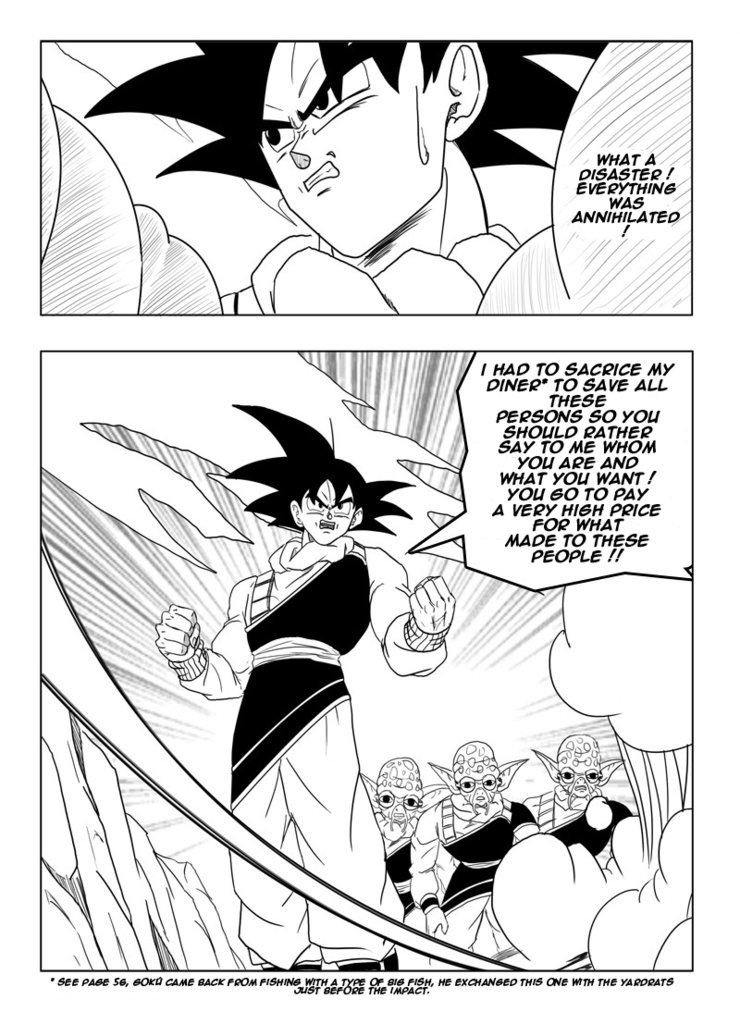 WHAT A
DISASTER !
EVERYTHING
WAS
ANNIHILATED
!
I HAD TO SACRICE MY
DINER* TO SAVE ALL
THESE
PERSONS SO YOU
SHOULD RATHER
SAY TO ME WHOM
YOU ARE AND
WHAT YOU WANT !
YOU GO TO PAY
A VERY HIGH PRICE
FOR WHAT
MADE TO THESE
PEOPLE !!
* SEE PAGE 56, GOKÛ CAME BACK FROM FISHING WITH A TYPE OF BIG FISH, HE EXCHANGED THIS ONE WITH THE YARDRATS
JUST BEFORE THE IMPACT.